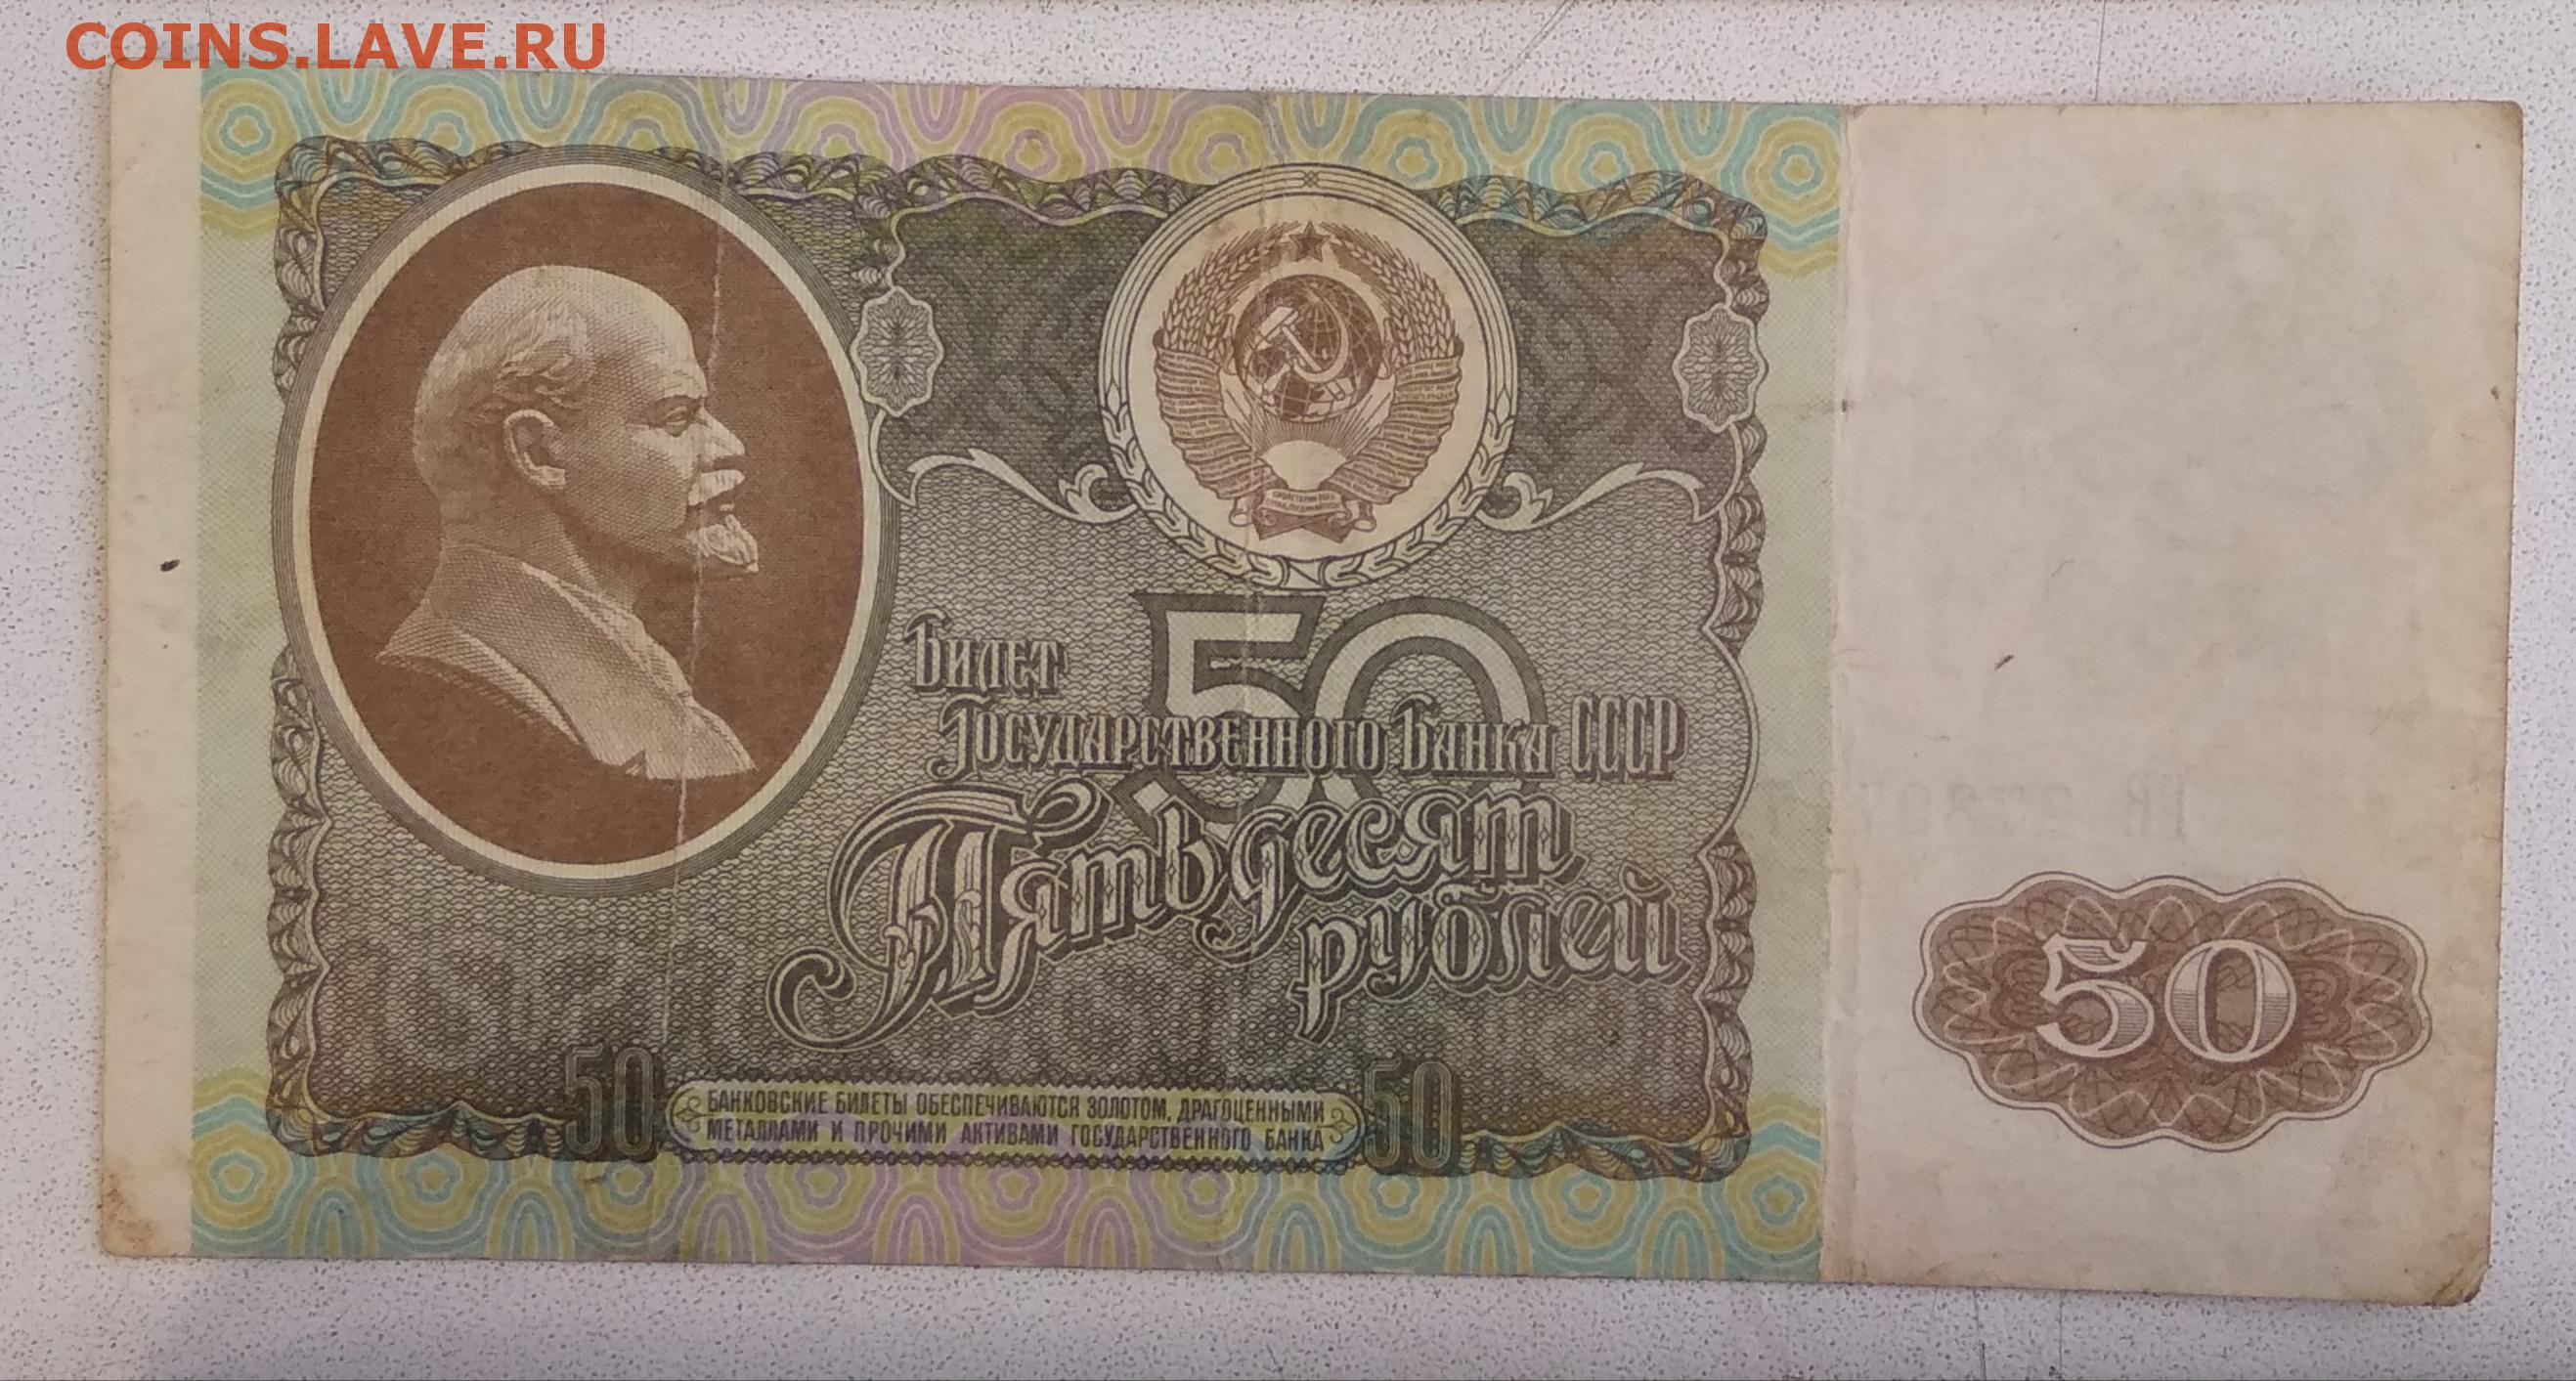 COINS.LAVE.RU
Билет
Государственного Банка СССР
50
Пятьдесят
рублей
50
50 БАНКОВСКИЕ БИЛЕТЫ ОБЕСПЕЧИВАЮТСЯ ЗОЛОТОМ, ДРАГОЦЕННЫМИ 50
МЕТАЛЛАМИ И ПРОЧИМИ АКТИВАМИ ГОСУДАРСТВЕННОГО БАНКА